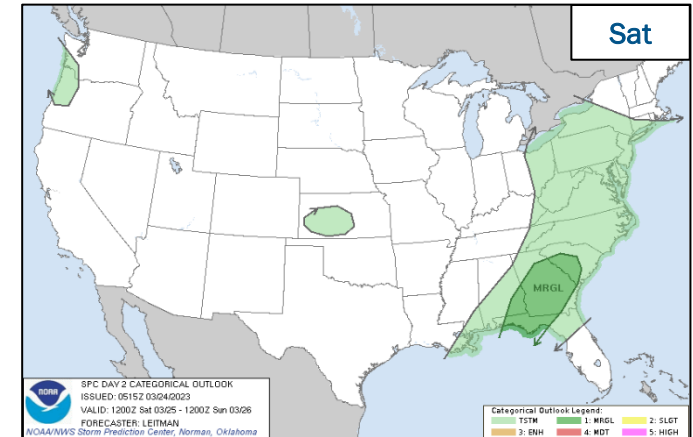 Sat
MRGL
NOAA
SPC DAY 2 CATEGORICAL OUTLOOK
ISSUED: 0515Z 03/24/2023
VALID: 1200Z Sat 03/25 - 1200Z Sun 03/26
FORECASTER: LEITMAN
NOAA/NWS Storm Prediction Center, Norman, Oklahoma
Categorical Outlook Legend:
TSTM 1: MRGL 2: SLGT
3: ENH 4: MDT 5: HIGH